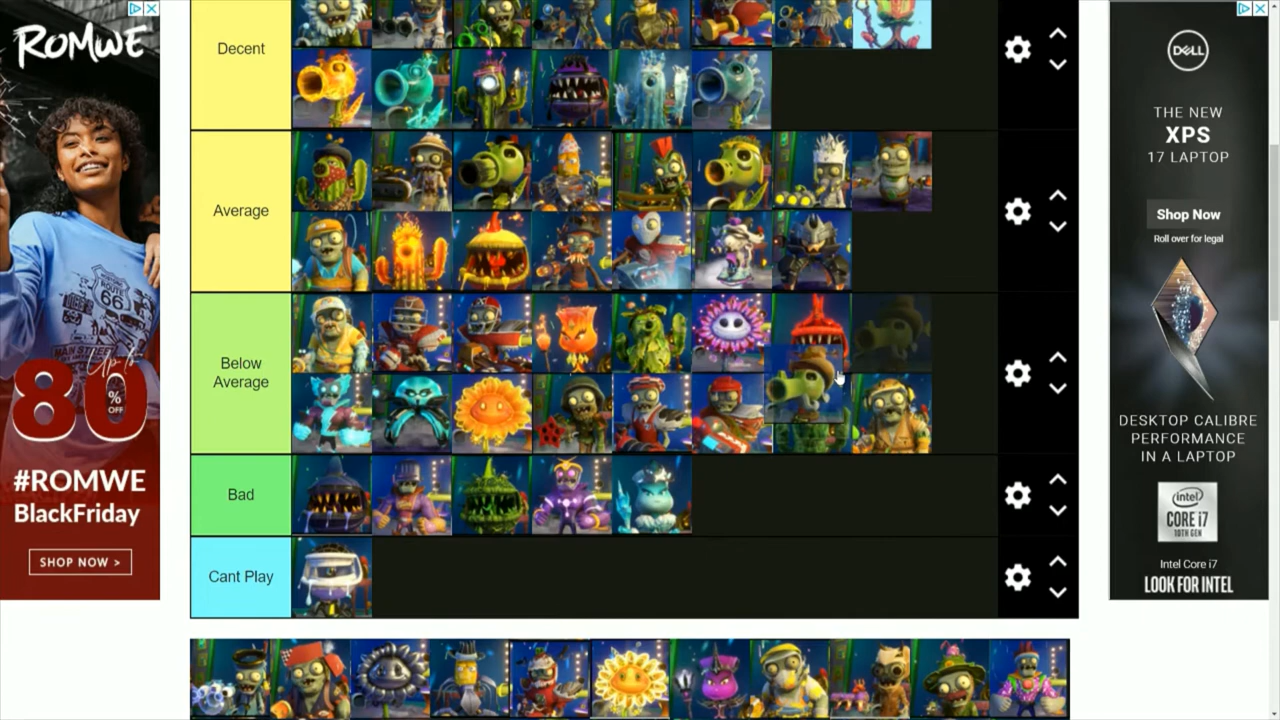 ROMWE
Up to
80
%
OFF
#ROMWE
BlackFriday
SHOP NOW >
Decent
Average
Below
Average
Bad
Cant Play
DELL
THE NEW
XPS
17 LAPTOP
Shop Now
Roll over for legal
DESKTOP CALIBRE
PERFORMANCE
IN A LAPTOP
intel
CORE i7
10TH GEN
Intel Core i7
LOOK FOR INTEL